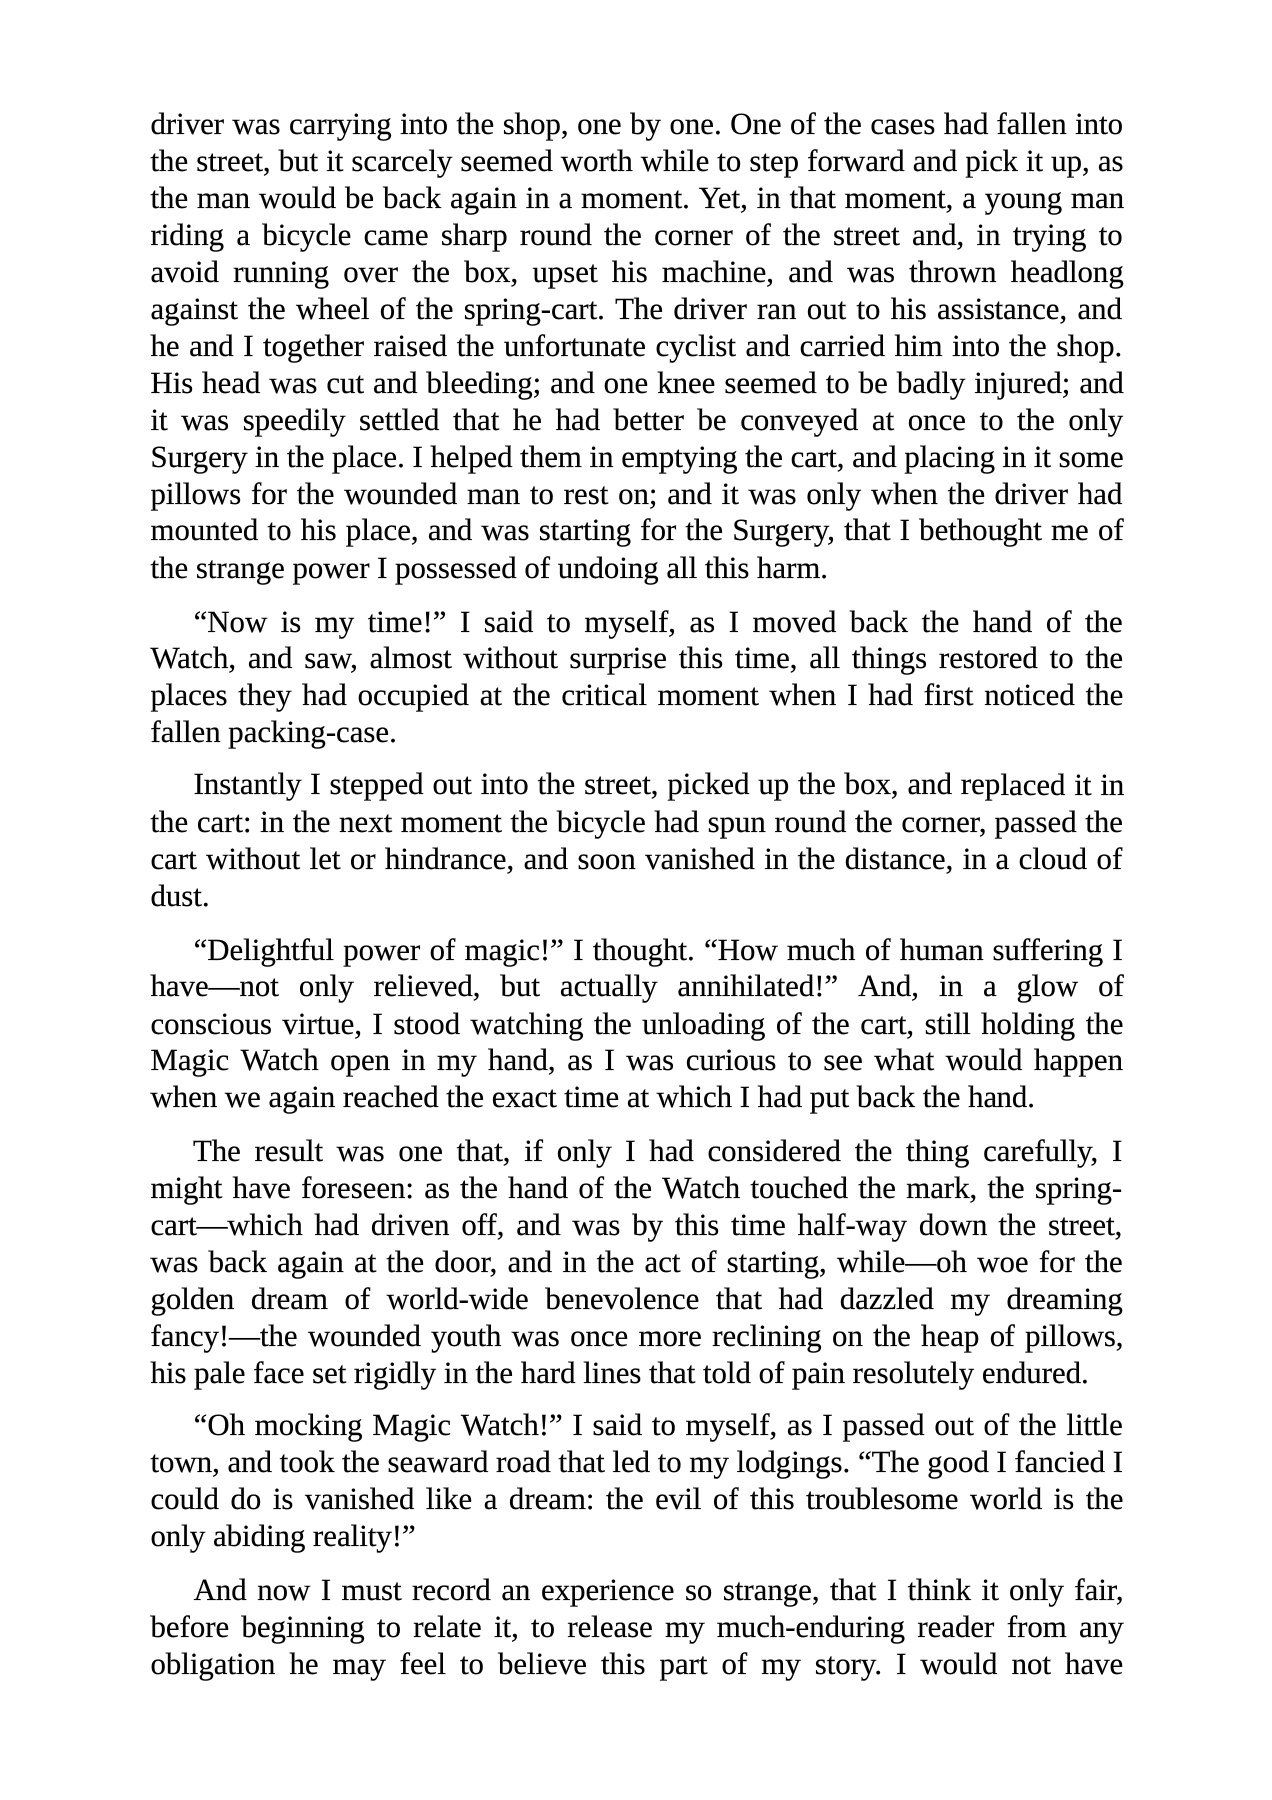 driver was carrying into the shop, one by one. One of the cases had fallen into
the street, but it scarcely seemed worth while to step forward and pick it up, as
the man would be back again in a moment. Yet, in that moment, a young man
riding a bicycle came sharp round the corner of the street and, in trying to
avoid running over the box, upset his machine, and was thrown headlong
against the wheel of the spring-cart. The driver ran out to his assistance, and
he and I together raised the unfortunate cyclist and carried him into the shop.
His head was cut and bleeding; and one knee seemed to be badly injured; and
it was speedily settled that he had better be conveyed at once to the only
Surgery in the place. I helped them in emptying the cart, and placing in it some
pillows for the wounded man to rest on; and it was only when the driver had
mounted to his place, and was starting for the Surgery, that I bethought me of
the strange power I possessed of undoing all this harm.
“Now is my time!” I said to myself, as I moved back the hand of the
Watch, and saw, almost without surprise this time, all things restored to the
places they had occupied at the critical moment when I had first noticed the
fallen packing-case.
Instantly I stepped out into the street, picked up the box, and replaced it in
the cart: in the next moment the bicycle had spun round the corner, passed the
cart without let or hindrance, and soon vanished in the distance, in a cloud of
dust.
“Delightful power of magic!” I thought. “How much of human suffering I
have—not only relieved, but actually annihilated!” And, in a glow of
conscious virtue, I stood watching the unloading of the cart, still holding the
Magic Watch open in my hand, as I was curious to see what would happen
when we again reached the exact time at which I had put back the hand.
The result was one that, if only I had considered the thing carefully, I
might have foreseen: as the hand of the Watch touched the mark, the spring-
cart—which had driven off, and was by this time half-way down the street,
was back again at the door, and in the act of starting, while—oh woe for the
golden dream of world-wide benevolence that had dazzled my dreaming
fancy!—the wounded youth was once more reclining on the heap of pillows,
his pale face set rigidly in the hard lines that told of pain resolutely endured.
“Oh mocking Magic Watch!” I said to myself, as I passed out of the little
town, and took the seaward road that led to my lodgings. “The good I fancied I
could do is vanished like a dream: the evil of this troublesome world is the
only abiding reality!”
And now I must record an experience so strange, that I think it only fair,
before beginning to relate it, to release my much-enduring reader from any
obligation he may feel to believe this part of my story. I would not have